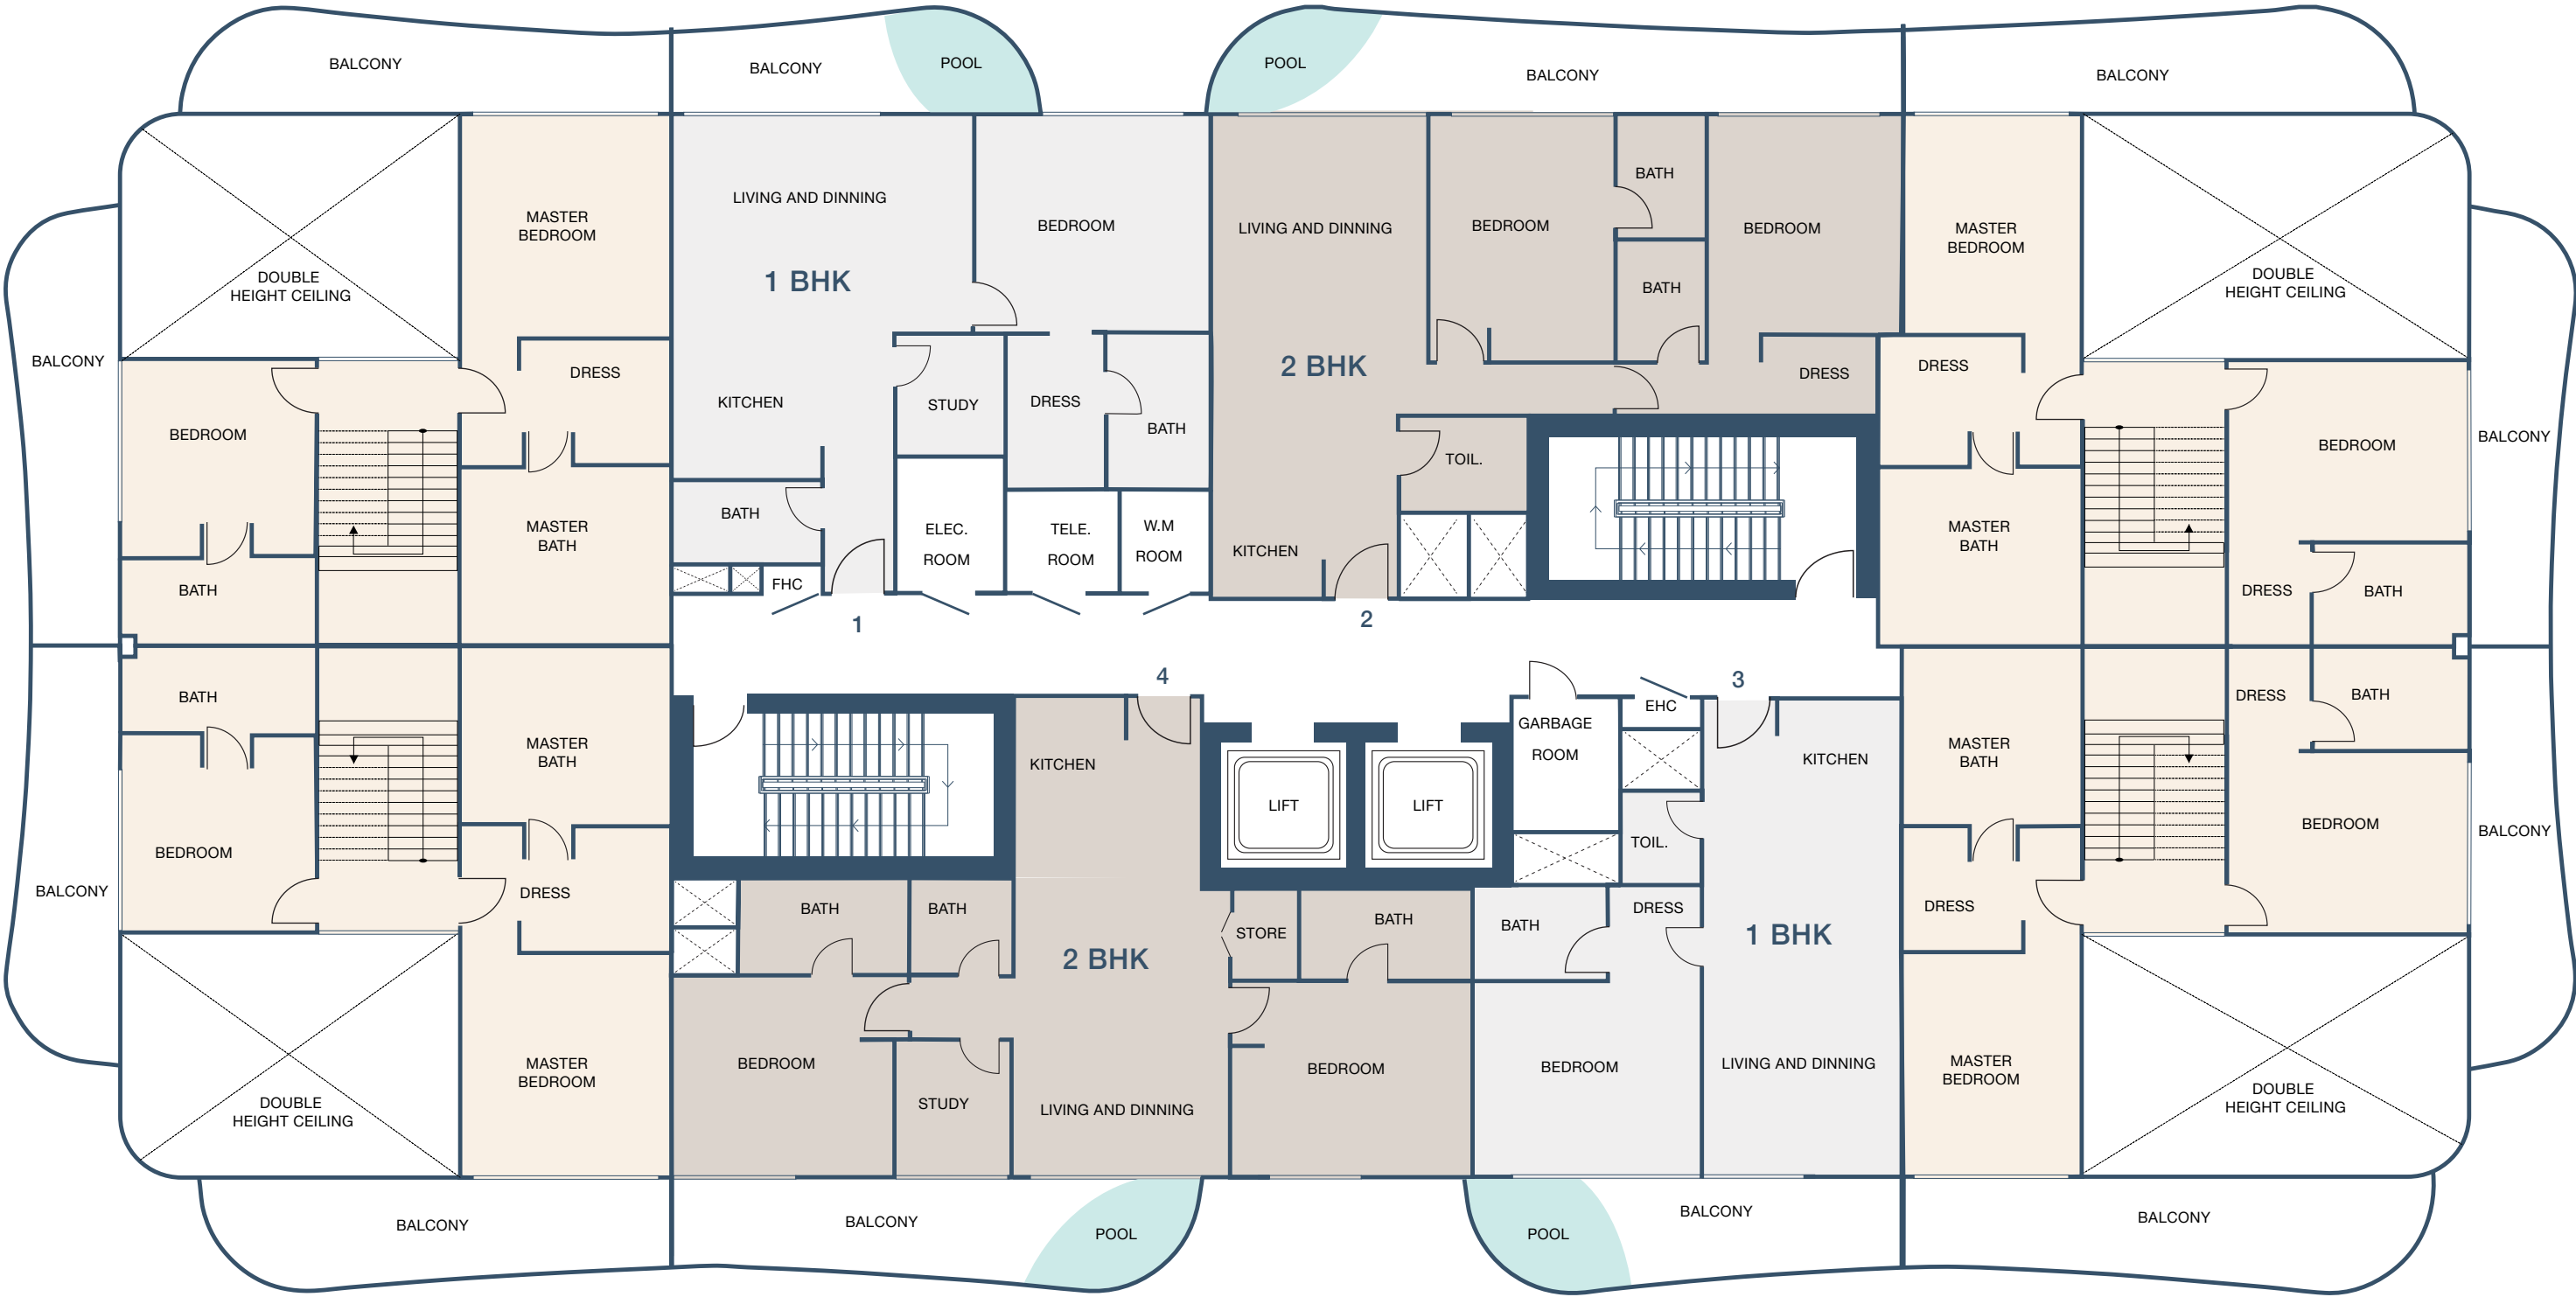 BALCONY
BALCONY
POOL
POOL
BALCONY
BALCONY
LIVING AND DINNING
BATH
MASTER
BEDROOM
BEDROOM
LIVING AND DINNING
BEDROOM
BEDROOM
MASTER
BEDROOM
DOUBLE
HEIGHT CEILING
1 BHK
BATH
DOUBLE
HEIGHT CEILING
BALCONY
2 BHK
DRESS
DRESS
DRESS
KITCHEN
STUDY
DRESS
BATH
BEDROOM
TOIL.
BEDROOM
BALCONY
BATH
MASTER
BATH
ELEC.
ROOM
TELE.
ROOM
W.M
ROOM
KITCHEN
MASTER
BATH
FHC
BATH
DRESS
BATH
1
2
4
3
BATH
EHC
DRESS
BATH
GARBAGE
ROOM
MASTER
BATH
KITCHEN
KITCHEN
MASTER
BATH
LIFT
LIFT
BEDROOM
TOIL.
BEDROOM
BALCONY
BALCONY
DRESS
BATH
BATH
STORE
BATH
BATH
DRESS
DRESS
2 BHK
1 BHK
MASTER
BEDROOM
BEDROOM
BEDROOM
BEDROOM
LIVING AND DINNING
MASTER
BEDROOM
DOUBLE
HEIGHT CEILING
STUDY
LIVING AND DINNING
DOUBLE
HEIGHT CEILING
BALCONY
BALCONY
POOL
POOL
BALCONY
BALCONY